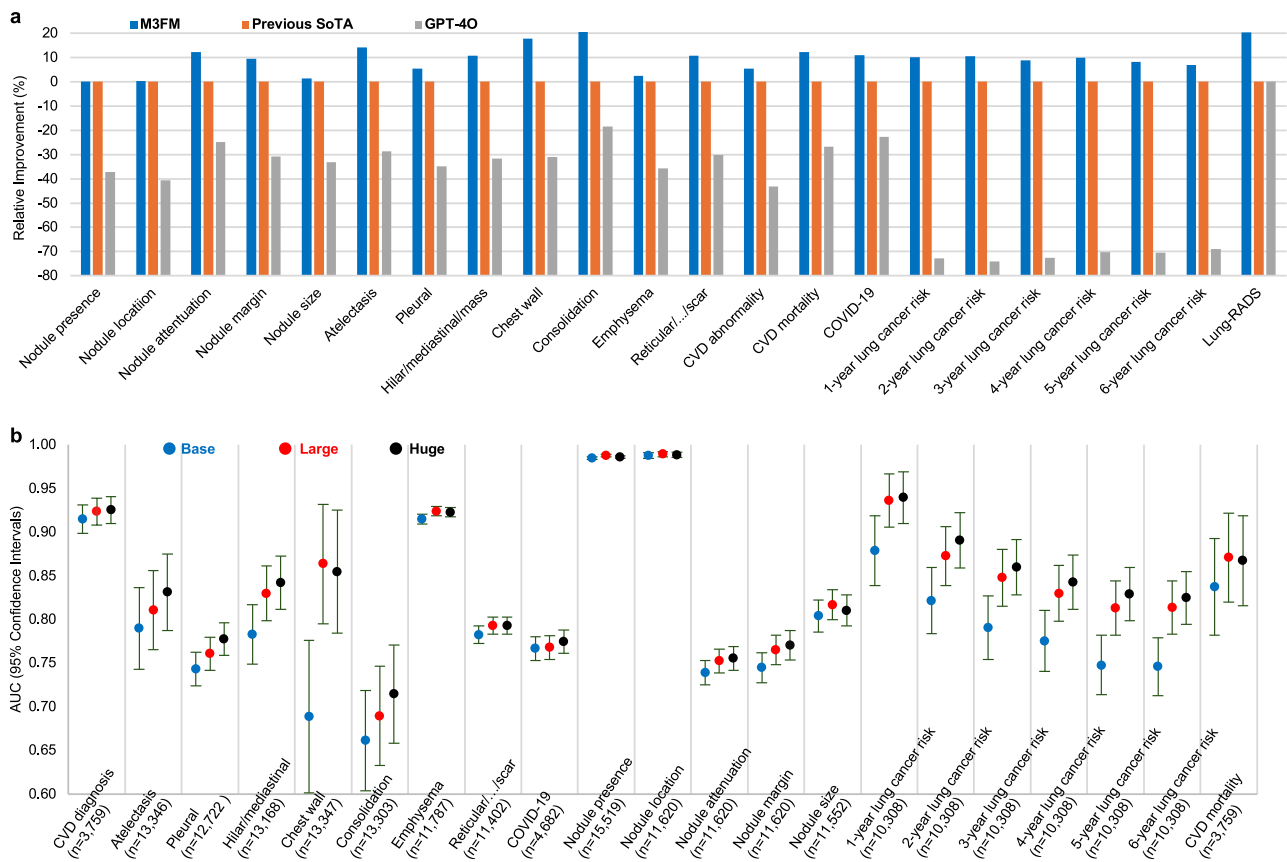 a
M3FM
Previous SoTA
GPT-4O
Relative Improvement (%)
20
10
0
-10
-20
-30
-40
-50
-60
-70
-80
Nodule presence
Nodule locatiion
Nodule attentuation
Nodule margin
Nodule size
Atelectasis
Pleural
Hilar/mediastinal/mass
Chest wall
Consolidation
Emphysema
Reticular/.../scar
CVD abnormality
CVD mortality
COVID-19
1-year lung cancer risk
2-year lung cancer risk
3-year lung cancer risk
4-year lung cancer risk
5-year lung cancer risk
6-year lung cancer risk
Lung-RADS
b
Base
Large
Huge
AUC (95% Confidence Intervals)
1.00
0.95
0.90
0.85
0.80
0.75
0.70
0.65
0.60
CVD diagnosis
(n=3,759)
Atelectasis
(n=13,346)
Pleural
(n=12,722 )
Hilar/mediastinal
(n=13,168)
Chest wall
(n=13,347)
Consolidation
(n=13,303)
Emphysema
(n=11,787)
Reticular/.../scar
(n=11,402)
COVID-19
(n=4,682)
Nodule presence
(n=15,519)
Nodule location
(n=11,620)
Nodule attenuation
(n=11,620)
Nodule margin
(n=11,620)
Nodule size
(n=11,552)
1-year lung cancer risk
(n=10,308)
2-year lung cancer risk
(n=10,308)
3-year lung cancer risk
(n=10,308)
4-year lung cancer risk
(n=10,308)
5-year lung cancer risk
(n=10,308)
6-year lung cancer risk
(n=10,308)
CVD mortality
(n=3,759)